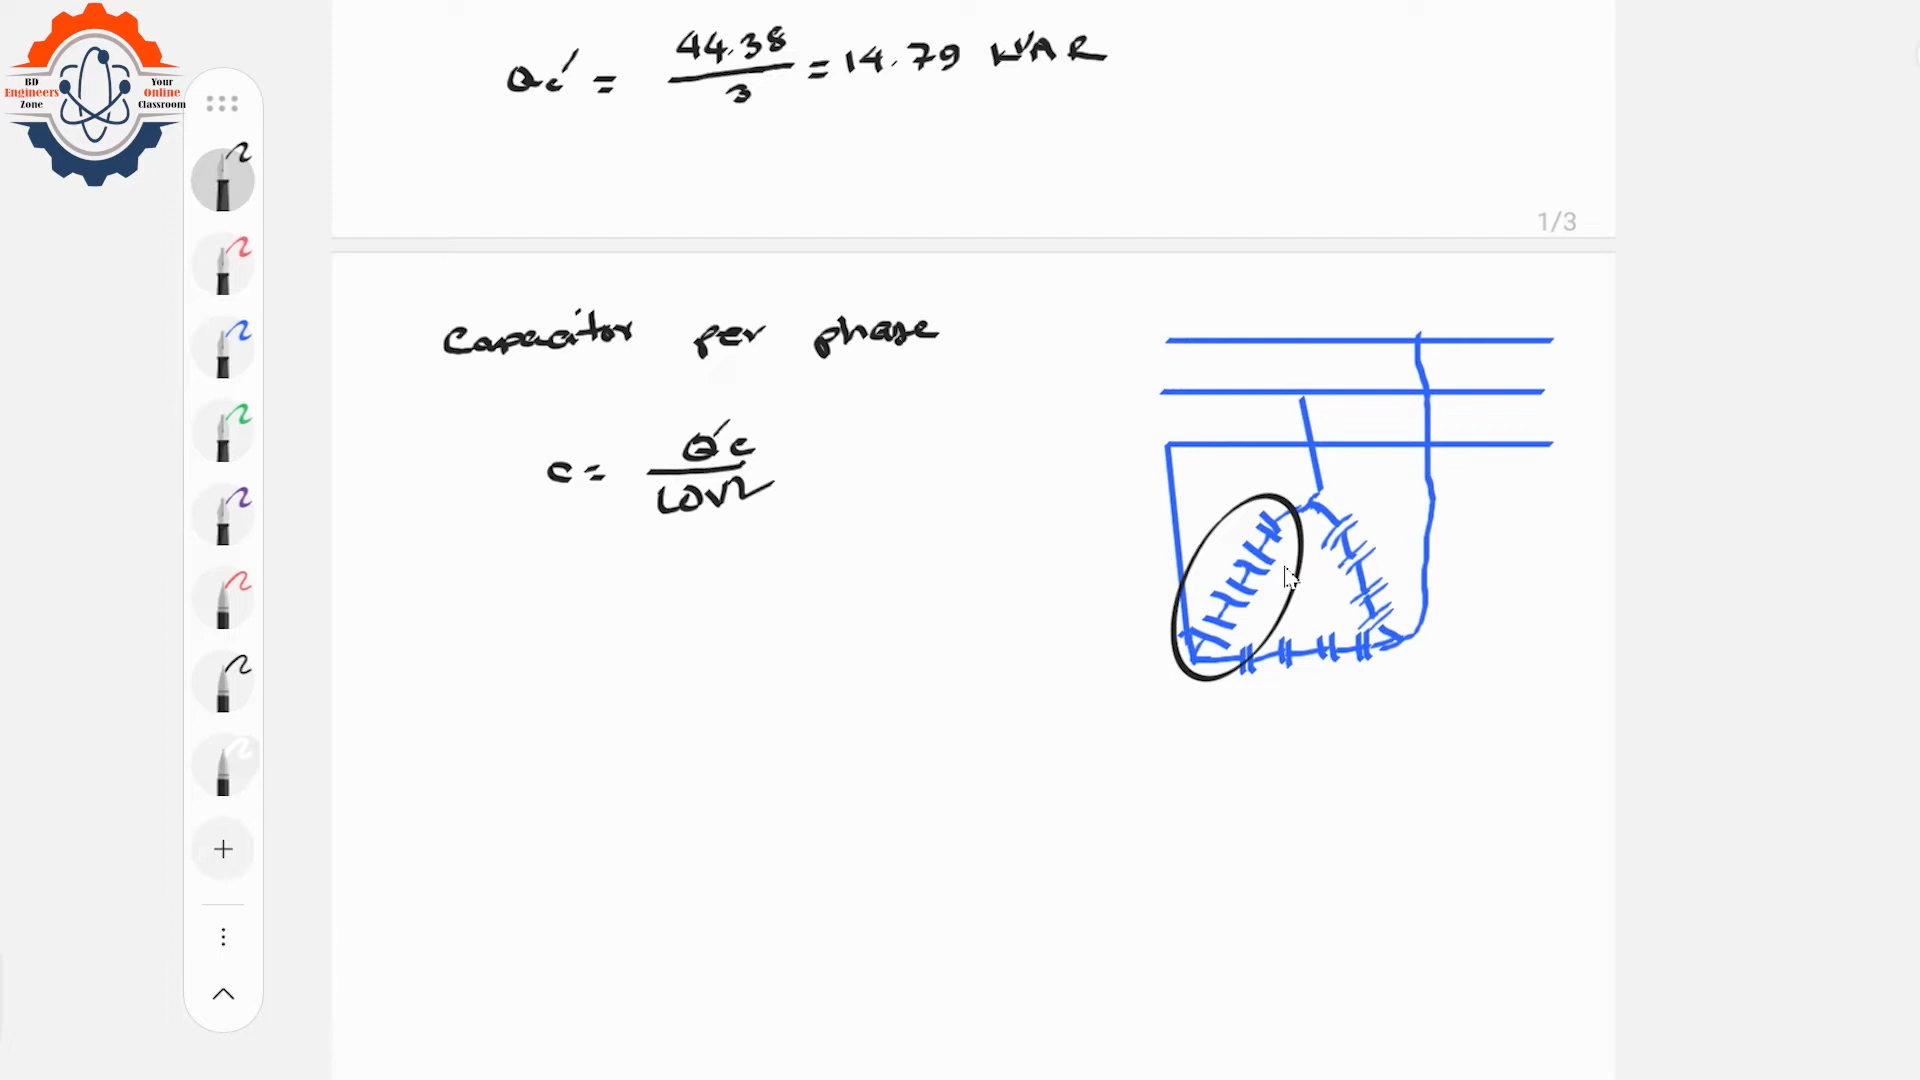 BD Engineers Zone
Your Online Classroom
Qc' = 44.38 / 3 = 14.79 kVAR
1/3
Capacitor per phase
c = Q'c / ωV2